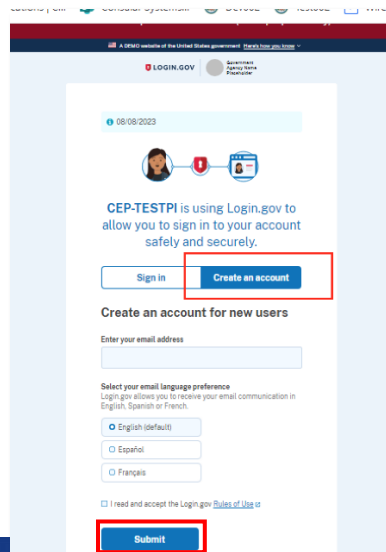 A DEMO website of the United States government Here's how you know
LOGIN.GOV
Government
Agency Name
Placeholder
08/08/2023
CEP-TESTPI is using Login.gov to
allow you to sign in to your account
safely and securely.
Sign in
Create an account
Create an account for new users
Enter your email address
Select your email language preference
Login.gov allows you to receive your email communication in
English, Spanish or French.
English (default)
Español
Français
I read and accept the Login.gov Rules of Use
Submit